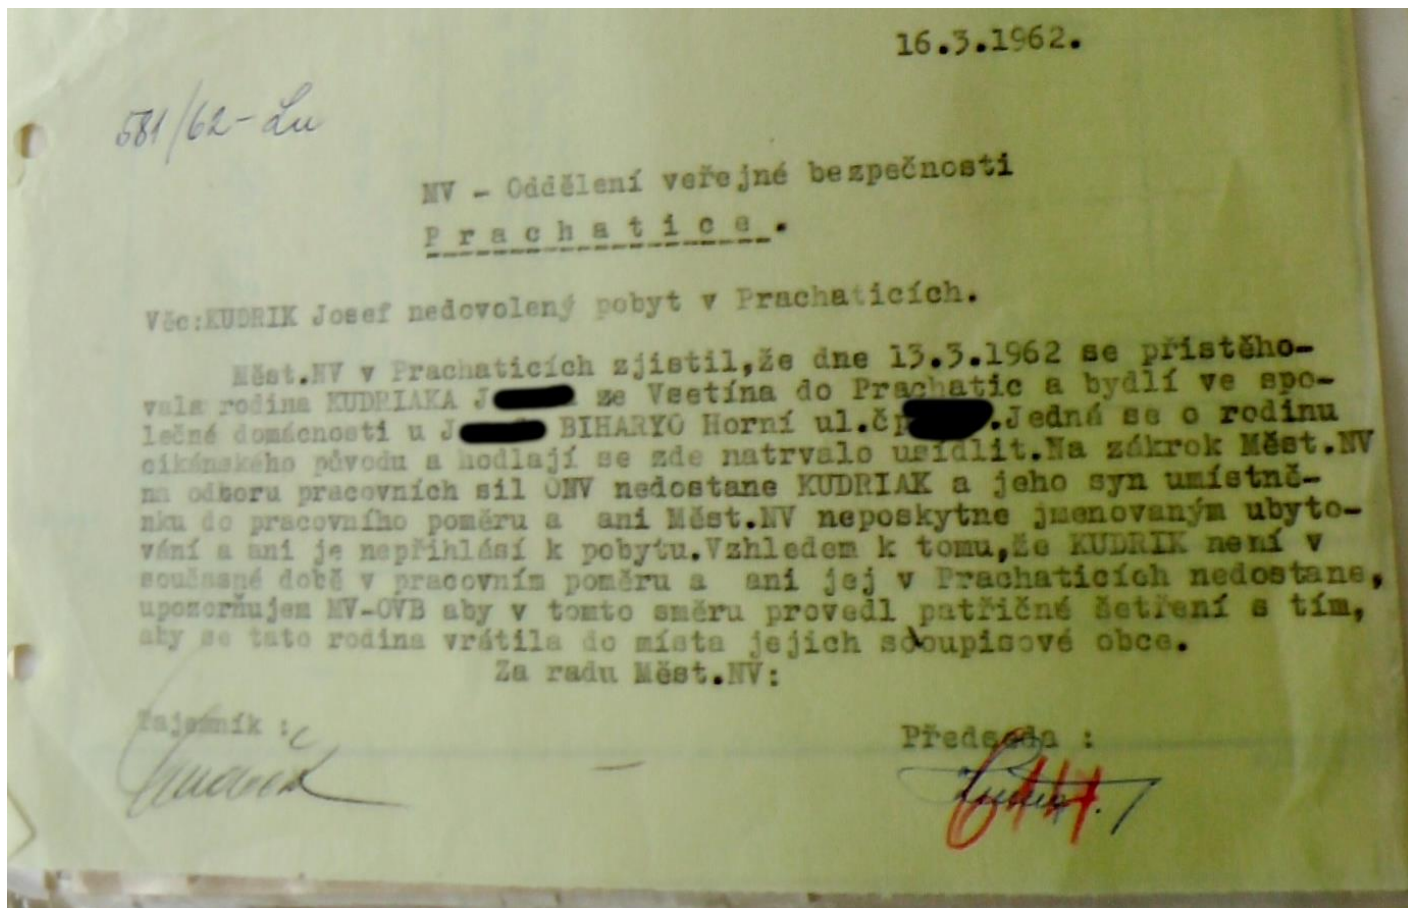 16.3.1962.
581/62-Lu
MV - Oddělení veřejné bezpečnosti
P r a c h a t i c e .
Věc:KUDRIK Josef nedovolený pobyt v Prachaticích.
Měst.NV v Prachaticích zjistil,že dne 13.3.1962 se přistěho-
vala rodina KUDRIAKA J ze Vsetína do Prachatic a bydlí ve spo-
lečné domácnosti u J BIHARYO Horní ul.čp .Jedná se o rodinu
cikánského původu a hodlají se zde natrvalo usídlit.Na zákrok Měst.NV
na odboru pracovních sil ONV nedostane KUDRIAK a jeho syn umístně-
nku do pracovního poměru a ani Měst.NV neposkytne jmenovaným ubyto-
vání a ani je nepřihlásí k pobytu.Vzhledem k tomu,že KUDRIK není v
současné době v pracovním poměru a ani jej v Prachaticích nedostane,
upozorňujem MV-OVB aby v tomto směru provedl patřičné šetření s tím,
aby se tato rodina vrátila do místa jejich soupisové obce.
Za radu Měst.NV:
Tajemník :
Předseda :